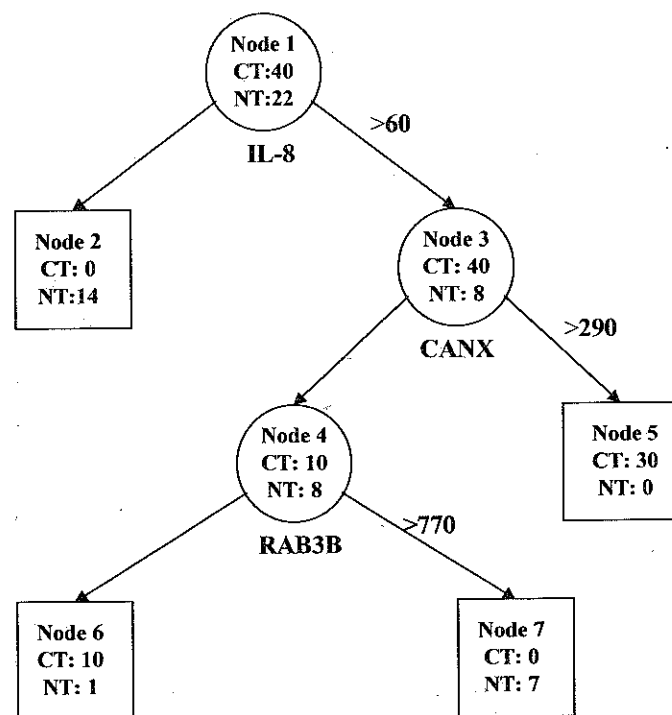 Node 1
CT:40
NT:22
>60
IL-8
Node 2
CT: 0
NT:14
Node 3
CT: 40
NT: 8
>290
CANX
Node 4
CT: 10
NT: 8
Node 5
CT: 30
NT: 0
>770
RAB3B
Node 6
CT: 10
NT: 1
Node 7
CT: 0
NT: 7